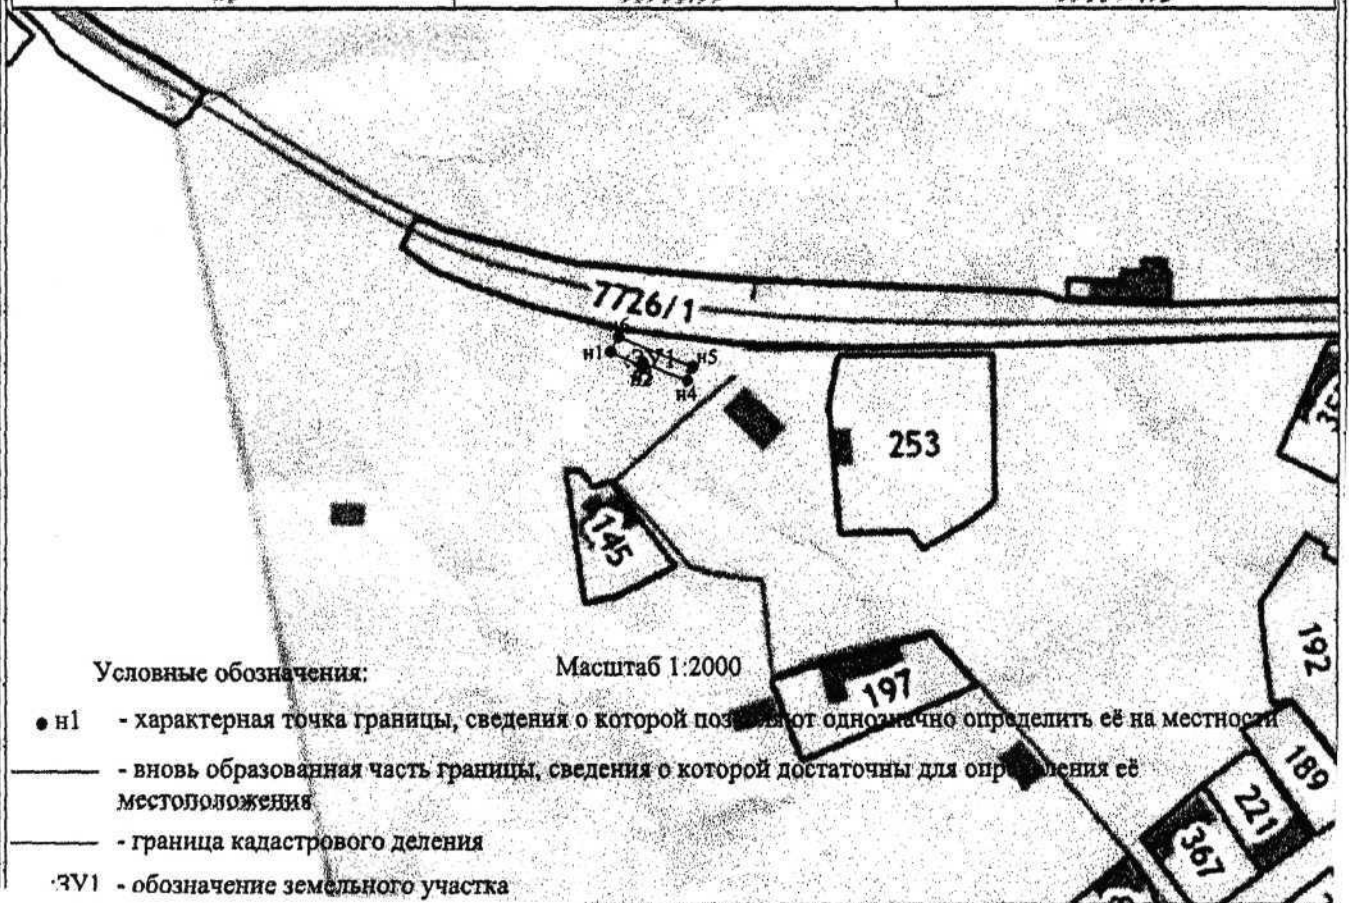 7726/1
н1
:ЗУ1
н5
н4
253
145
197
192
189
221
367
Условные обозначения:
Масштаб 1:2000
н1 - характерная точка границы, сведения о которой позволяют однозначно определить её на местности
- вновь образованная часть границы, сведения о которой достаточны для определения её
местоположения
- граница кадастрового деления
:ЗУ1 - обозначение земельного участка